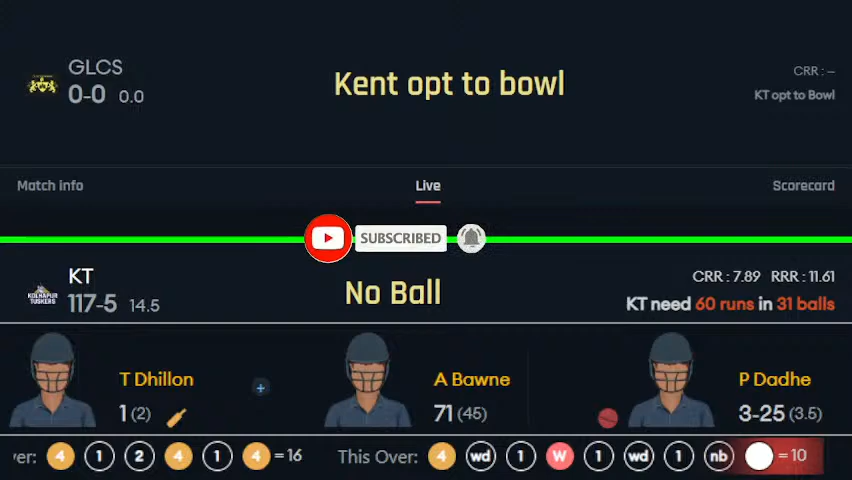 GLCS
0-0 0.0
Kent opt to bowl
CRR : –
KT opt to Bowl
Match info
Live
Scorecard
SUBSCRIBED
KT
117-5 14.5
KOLHAPUR
TUSKERS
No Ball
CRR : 7.89 RRR : 11.61
KT need 60 runs in 31 balls
T Dhillon
1 (2)
A Bawne
71 (45)
P Dadhe
3-25 (3.5)
ver: 4 1 2 4 1 4 = 16
This Over: 4 wd 1 W 1 wd 1 nb = 10